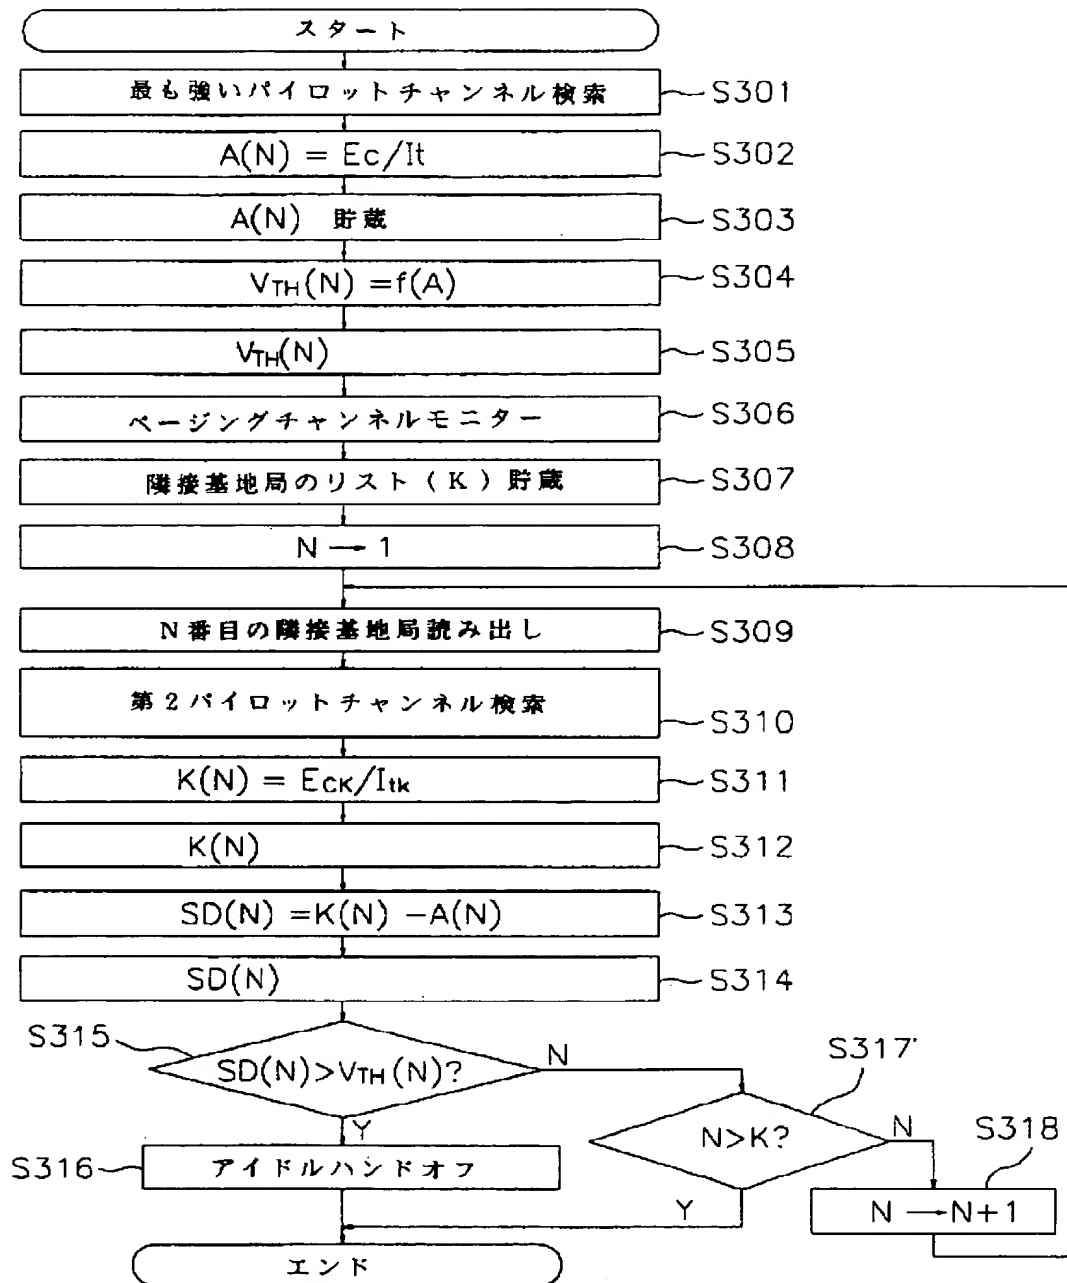 スタート
最も強いパイロットチャンネル検索
S301
A(N) = Ec/It
S302
A(N) 貯蔵
S303
VTH(N) =f(A)
S304
VTH(N)
S305
ページングチャンネルモニター
S306
隣接基地局のリスト(K)貯蔵
S307
N → 1
S308
N番目の隣接基地局読み出し
S309
第2パイロットチャンネル検索
S310
K(N) = ECK/Itk
S311
K(N)
S312
SD(N) =K(N) -A(N)
S313
SD(N)
S314
S315
SD(N)>VTH(N)?
N
S317
Y
N>K?
N
S318
S316
アイドルハンドオフ
Y
N → N+1
エンド